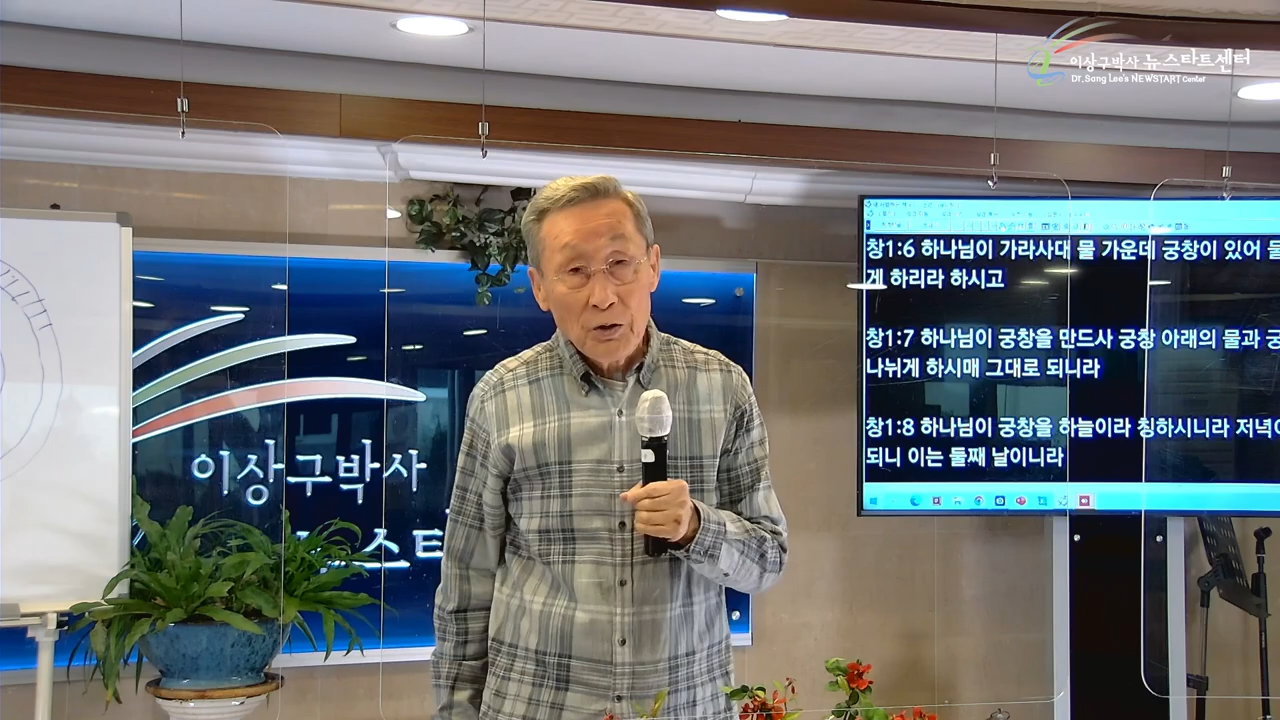 이상구박사 뉴스타트센터
Dr. Sang Lee's NEWSTART Center
창1:6 하나님이 가라사대 물 가운데 궁창이 있어
게 하리라 하시고
창1:7 하나님이 궁창을 만드사 궁창 아래의 물과
나뉘게 하시매 그대로 되니라
창1:8 하나님이 궁창을 하늘이라 칭하시니라
되니 이는 둘째 날이니라
이상구박사
스타